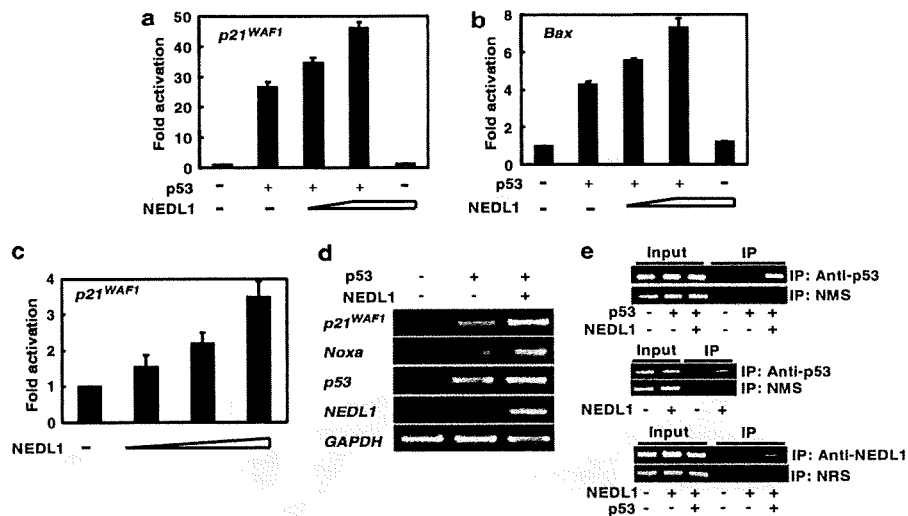 a
p21WAF1
Fold activation
50
40
30
20
10
0
p53 - + + + -
NEDL1 - -
b
Bax
Fold activation
8
6
4
2
0
p53 - + + + -
NEDL1 - -
c
p21WAF1
Fold activation
4
3
2
1
0
NEDL1 -
d
p53 - + +
NEDL1 - - +
p21WAF1
Noxa
p53
NEDL1
GAPDH
e
Input IP
IP: Anti-p53
IP: NMS
p53 - + + - + +
NEDL1 - - + - - +
Input IP
IP: Anti-p53
IP: NMS
NEDL1 - + - +
Input IP
IP: Anti-NEDL1
IP: NRS
NEDL1 - + + - + +
p53 - - + - - +